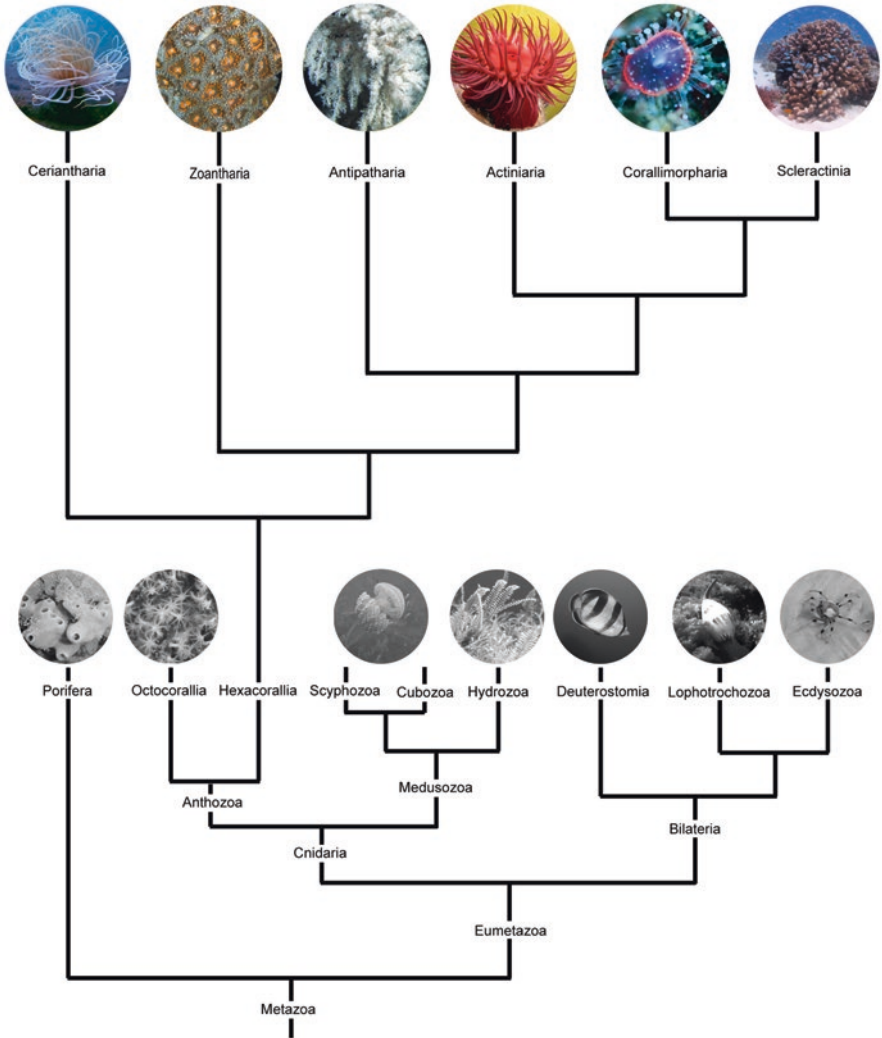 Ceriantharia
Zoantharia
Antipatharia
Actiniaria
Corallimorpharia
Scleractinia
Porifera
Octocorallia
Hexacorallia
Scyphozoa
Cubozoa
Hydrozoa
Deuterostomia
Lophotrochozoa
Ecdysozoa
Medusozoa
Anthozoa
Bilateria
Cnidaria
Eumetazoa
Metazoa